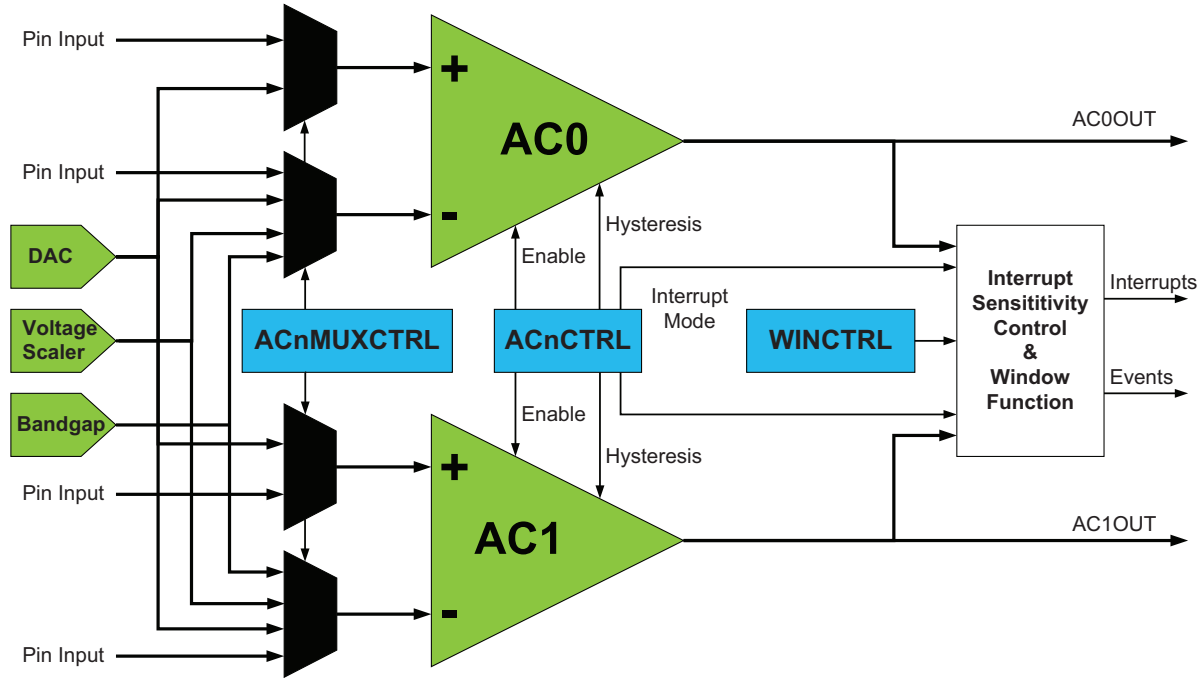 Pin Input
+
AC0
AC0OUT
Pin Input
-
Hysteresis
Enable
DAC
Interrupt
Sensititivity
Control
&
Window
Function
Interrupts
Events
Interrupt
Mode
Voltage
Scaler
ACnMUXCTRL
ACnCTRL
WINCTRL
Bandgap
Enable
Hysteresis
+
Pin Input
AC1
AC1OUT
-
Pin Input